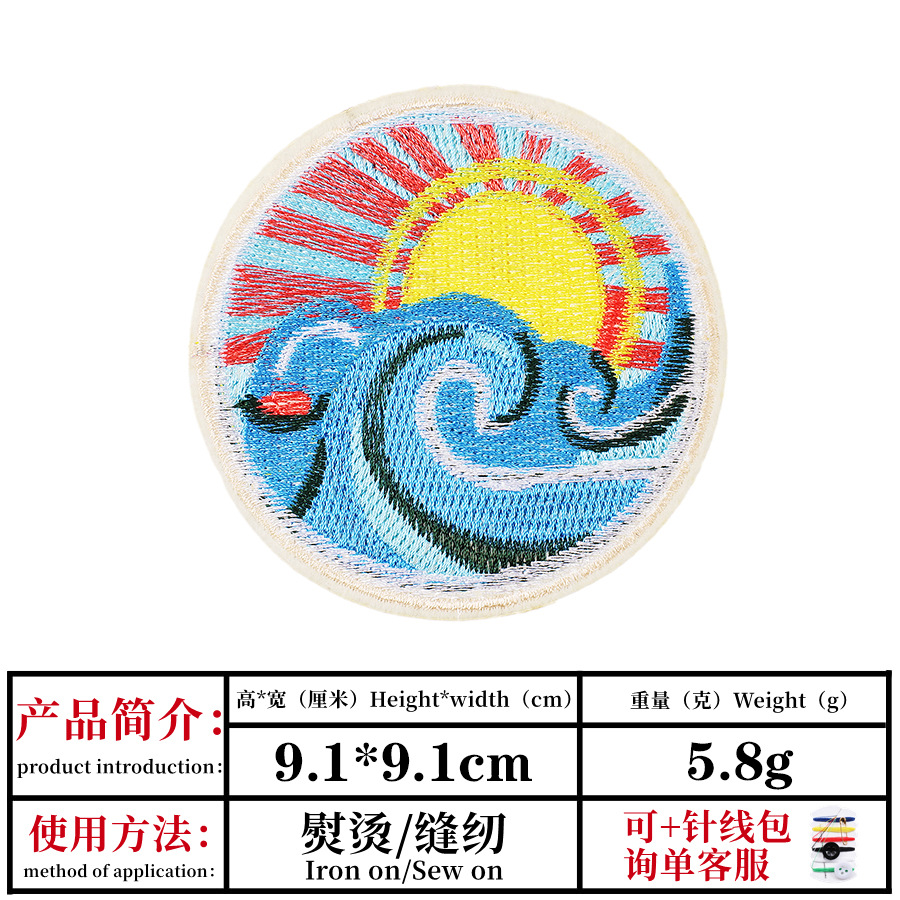 产品简介：
product introduction：
高*宽（厘米）Height*width（cm）
重量（克）Weight（g）
9.1*9.1cm
5.8g
使用方法：
method of application：
熨烫/缝纫
Iron on/Sew on
可+针线包
询单客服